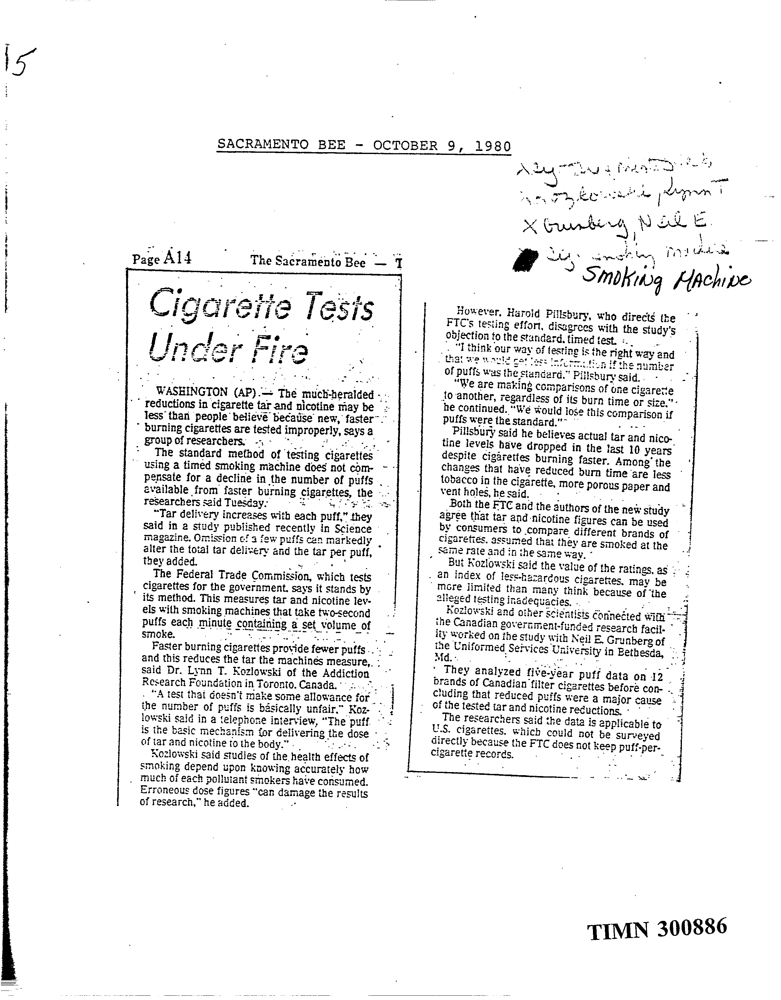 15
SACRAMENTO BEE - OCTOBER 9, 1980
Kozlowski, Lynn T
X Grunberg, Neil E.
Smoking Machine
Page A14 The Sacramento Bee —
Cigarette Tests
Under Fire
WASHINGTON (AP) — The much-heralded
reductions in cigarette tar and nicotine may be
less than people believe because new, faster
burning cigarettes are tested improperly, says a
group of researchers.
The standard method of testing cigarettes
using a timed smoking machine does not com-
pensate for a decline in the number of puffs
available from faster burning cigarettes, the
researchers said Tuesday.
"Tar delivery increases with each puff," they
said in a study published recently in Science
magazine. Omission of a few puffs can markedly
alter the total tar delivery and the tar per puff,
they added.
The Federal Trade Commission, which tests
cigarettes for the government, says it stands by
its method. This measures tar and nicotine lev-
els with smoking machines that take two-second
puffs each minute containing a set volume of
smoke.
Faster burning cigarettes provide fewer puffs
and this reduces the tar the machines measure,
said Dr. Lynn T. Kozlowski of the Addiction
Research Foundation in Toronto, Canada.
"A test that doesn't make some allowance for
the number of puffs is basically unfair," Koz-
lowski said in a telephone interview, "The puff
is the basic mechanism for delivering the dose
of tar and nicotine to the body."
Kozlowski said studies of the health effects of
smoking depend upon knowing accurately how
much of each pollutant smokers have consumed.
Erroneous dose figures "can damage the results
of research," he added.
However, Harold Pillsbury, who directs the
FTC's testing effort, disagrees with the study's
objection to the standard, timed test.
"I think our way of testing is the right way and
that we would get less information if the number
of puffs was the standard," Pillsbury said.
"We are making comparisons of one cigarette
to another, regardless of its burn time or size,"
he continued. "We would lose this comparison if
puffs were the standard."
Pillsbury said he believes actual tar and nico-
tine levels have dropped in the last 10 years
despite cigarettes burning faster. Among the
changes that have reduced burn time are less
tobacco in the cigarette, more porous paper and
vent holes, he said.
Both the FTC and the authors of the new study
agree that tar and nicotine figures can be used
by consumers to compare different brands of
cigarettes, assumed that they are smoked at the
same rate and in the same way.
But Kozlowski said the value of the ratings, as
an index of less-hazardous cigarettes, may be
more limited than many think because of the
alleged testing inadequacies.
Kozlowski and other scientists connected with
the Canadian government-funded research facil-
ity worked on the study with Neil E. Grunberg of
the Uniformed Services University in Bethesda,
Md.
They analyzed five-year puff data on 12
brands of Canadian filter cigarettes before con-
cluding that reduced puffs were a major cause
of the tested tar and nicotine reductions.
The researchers said the data is applicable to
U.S. cigarettes, which could not be surveyed
directly because the FTC does not keep puff-per-
cigarette records.
TIMN 300886